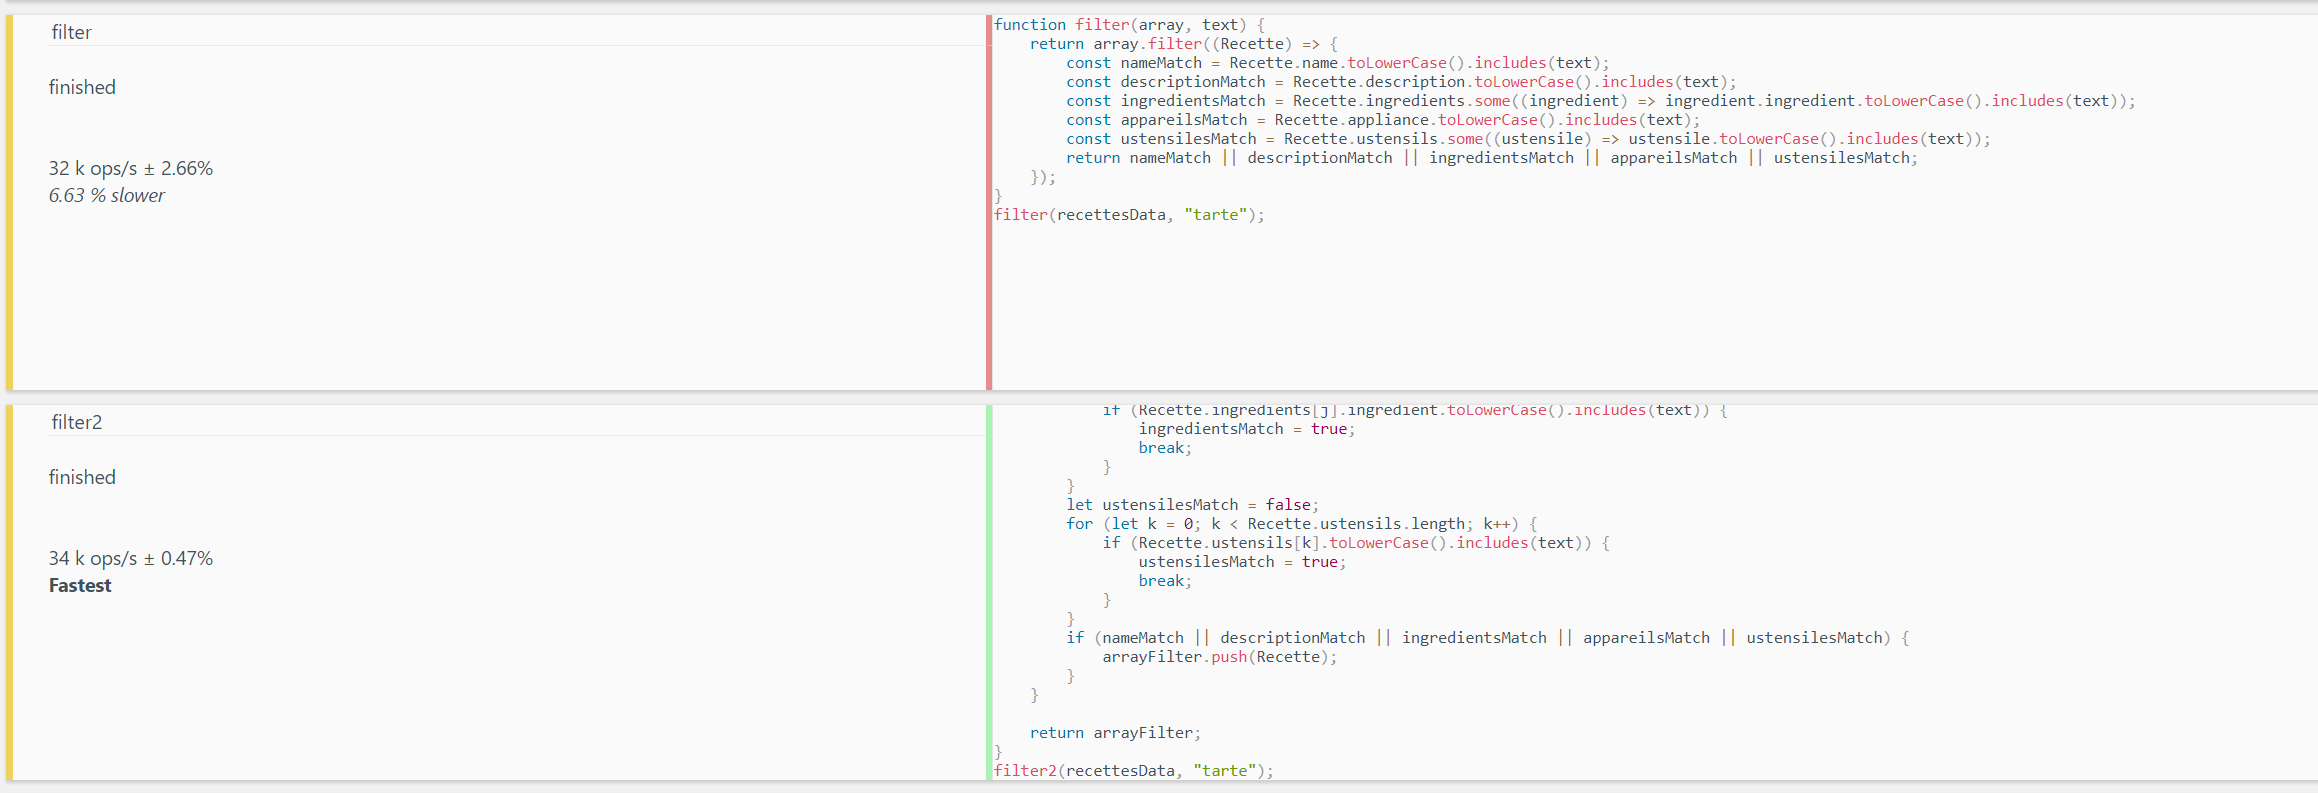 filter
finished
32 k ops/s ± 2.66%
6.63 % slower
function filter(array, text) {
    return array.filter((Recette) => {
        const nameMatch = Recette.name.toLowerCase().includes(text);
        const descriptionMatch = Recette.description.toLowerCase().includes(text);
        const ingredientsMatch = Recette.ingredients.some((ingredient) => ingredient.ingredient.toLowerCase().includes(text));
        const appareilsMatch = Recette.appliance.toLowerCase().includes(text);
        const ustensilesMatch = Recette.ustensils.some((ustensile) => ustensile.toLowerCase().includes(text));
        return nameMatch || descriptionMatch || ingredientsMatch || appareilsMatch || ustensilesMatch;
    });
}
filter(recettesData, "tarte");
filter2
finished
34 k ops/s ± 0.47%
Fastest
            if (Recette.ingredients[j].ingredient.toLowerCase().includes(text)) {
                ingredientsMatch = true;
                break;
            }
        }
        let ustensilesMatch = false;
        for (let k = 0; k < Recette.ustensils.length; k++) {
            if (Recette.ustensils[k].toLowerCase().includes(text)) {
                ustensilesMatch = true;
                break;
            }
        }
        if (nameMatch || descriptionMatch || ingredientsMatch || appareilsMatch || ustensilesMatch) {
            arrayFilter.push(Recette);
        }
    }
    return arrayFilter;
}
filter2(recettesData, "tarte");